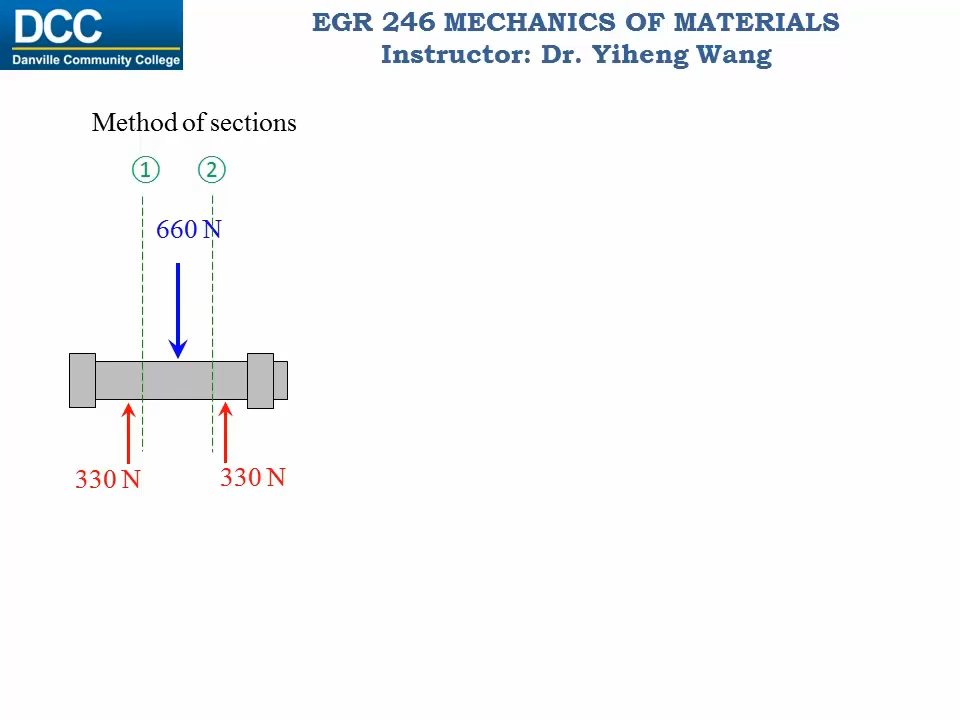 DCC
Danville Community College
EGR 246 MECHANICS OF MATERIALS
Instructor: Dr. Yiheng Wang
Method of sections
① ②
660 N
330 N
330 N